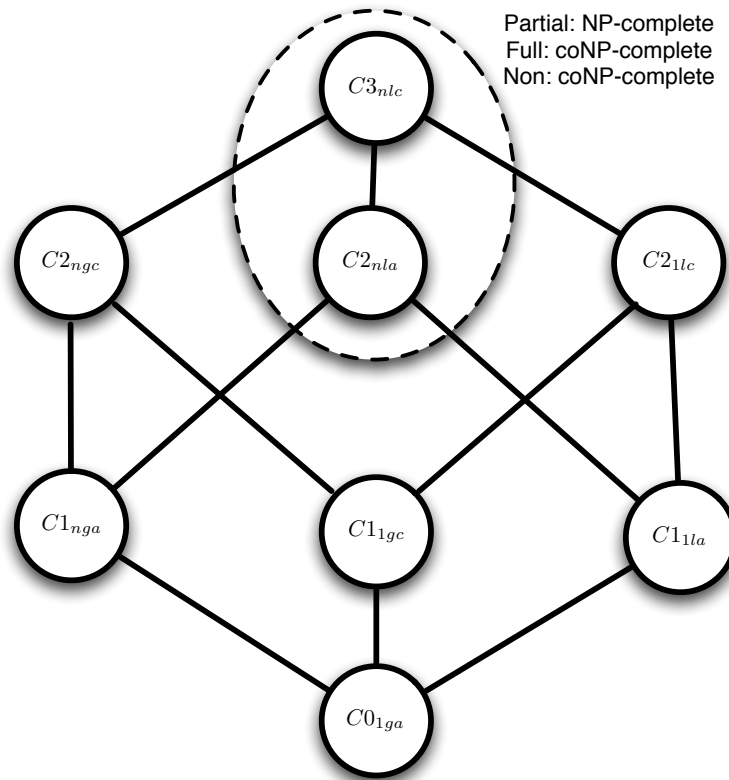 Partial: NP-complete
Full: coNP-complete
Non: coNP-complete
C3nlc
C2ngc
C2nla
C21lc
C1nga
C11gc
C11la
C01ga